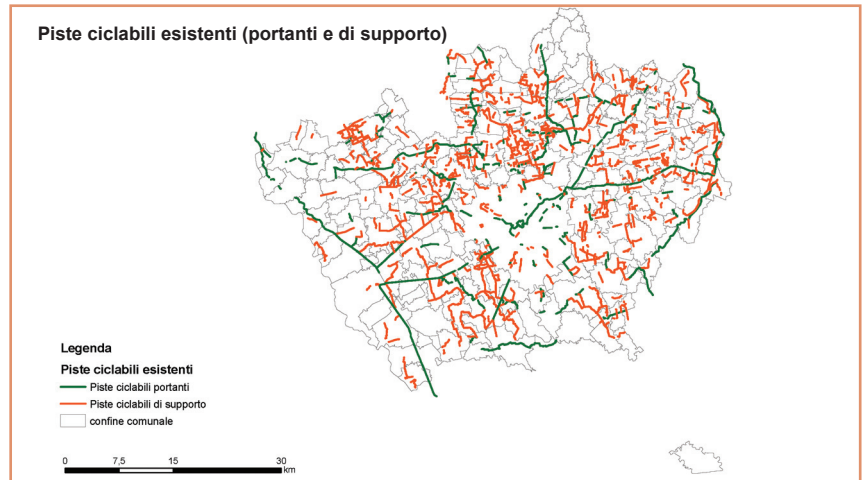 Piste ciclabili esistenti (portanti e di supporto)
Legenda
Piste ciclabili esistenti
Piste ciclabili portanti
Piste ciclabili di supporto
confine comunale
0 7,5 15 30
km